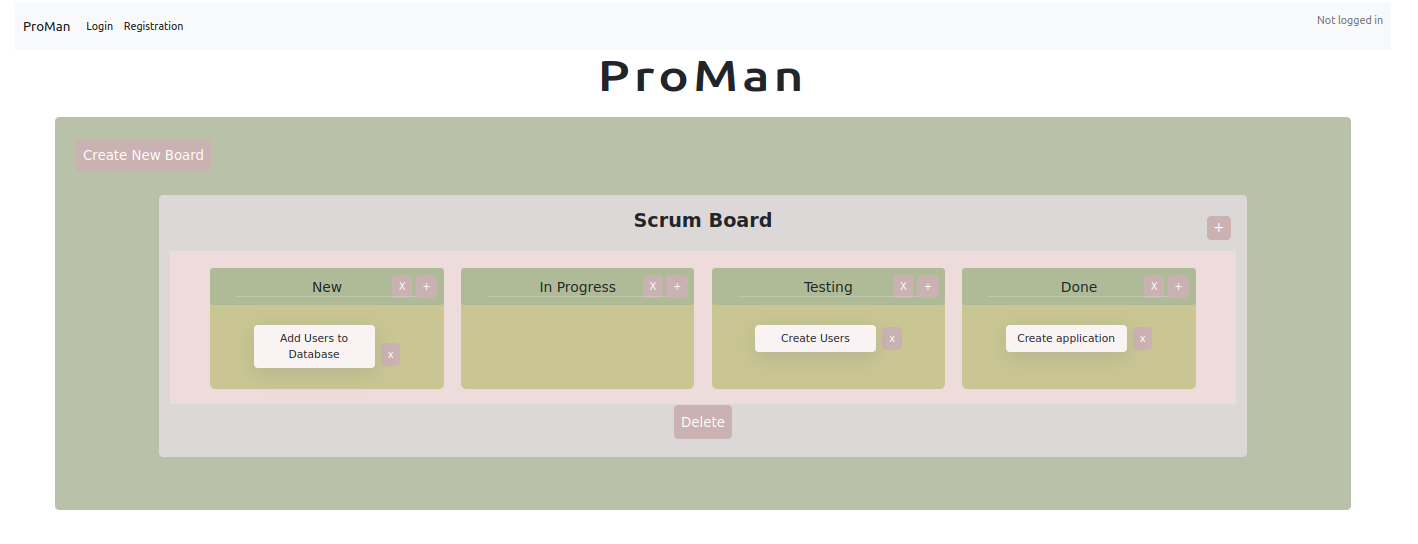 ProMan Login Registration Not logged in
ProMan
Create New Board
Scrum Board
+
New X +
In Progress X +
Testing X +
Done X +
Add Users to
Database x
Create Users x
Create application x
Delete